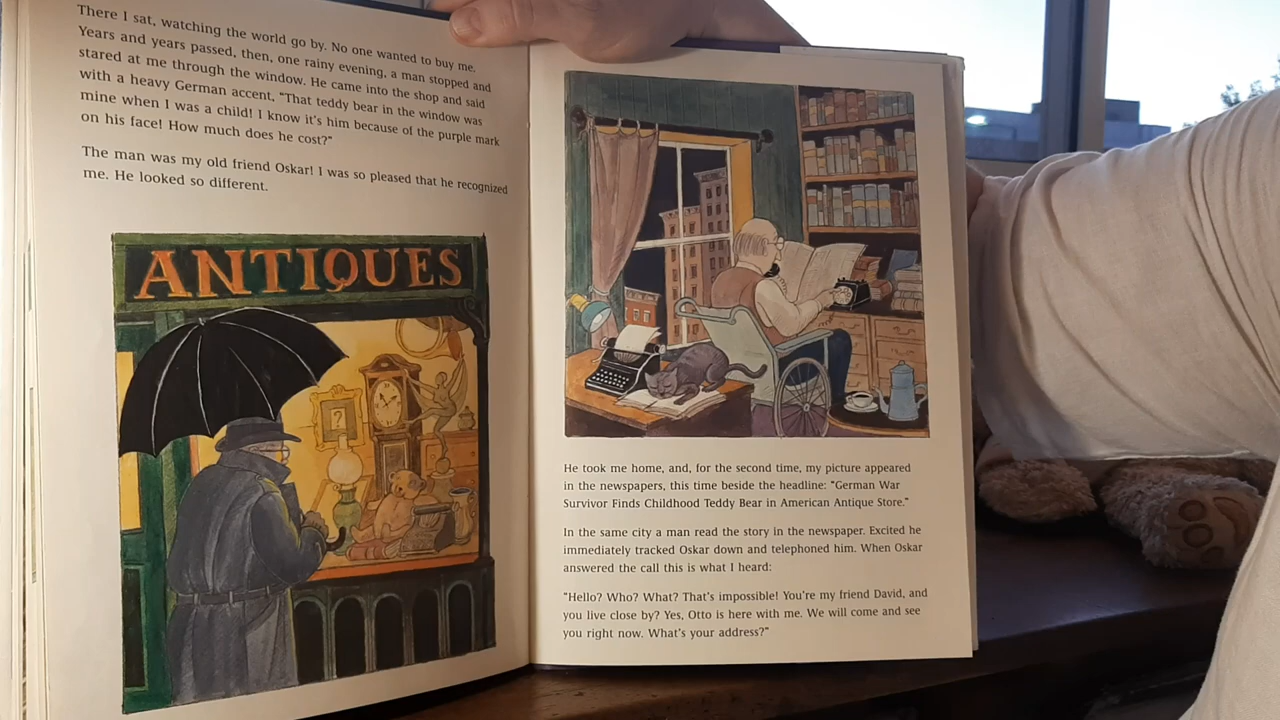 There I sat, watching the world go by. No one wanted to buy me.
Years and years passed, then, one rainy evening, a man stopped and
stared at me through the window. He came into the shop and said
with a heavy German accent, "That teddy bear in the window was
mine when I was a child! I know it's him because of the purple mark
on his face! How much does he cost?"
The man was my old friend Oskar! I was so pleased that he recognized
me. He looked so different.
ANTIQUES
?
He took me home, and, for the second time, my picture appeared
in the newspapers, this time beside the headline: "German War
Survivor Finds Childhood Teddy Bear in American Antique Store."
In the same city a man read the story in the newspaper. Excited he
immediately tracked Oskar down and telephoned him. When Oskar
answered the call this is what I heard:
"Hello? Who? What? That's impossible! You're my friend David, and
you live close by? Yes, Otto is here with me. We will come and see
you right now. What's your address?"